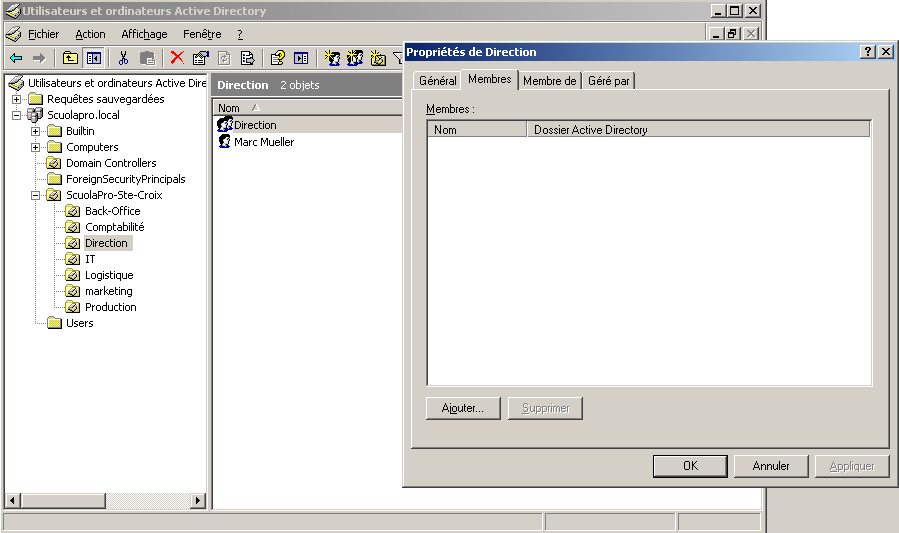 Utilisateurs et ordinateurs Active Directory
Fichier Action Affichage Fenêtre ?
Utilisateurs et ordinateurs Active Dire
Requêtes sauvegardées
Scuolapro.local
Builtin
Computers
Domain Controllers
ForeignSecurityPrincipals
ScuolaPro-Ste-Croix
Back-Office
Comptabilité
Direction
IT
Logistique
marketing
Production
Users
Direction 2 objets
Nom
Direction
Marc Mueller
Propriétés de Direction
Général Membres Membre de Géré par
Membres :
Nom Dossier Active Directory
Ajouter... Supprimer
OK Annuler Appliquer